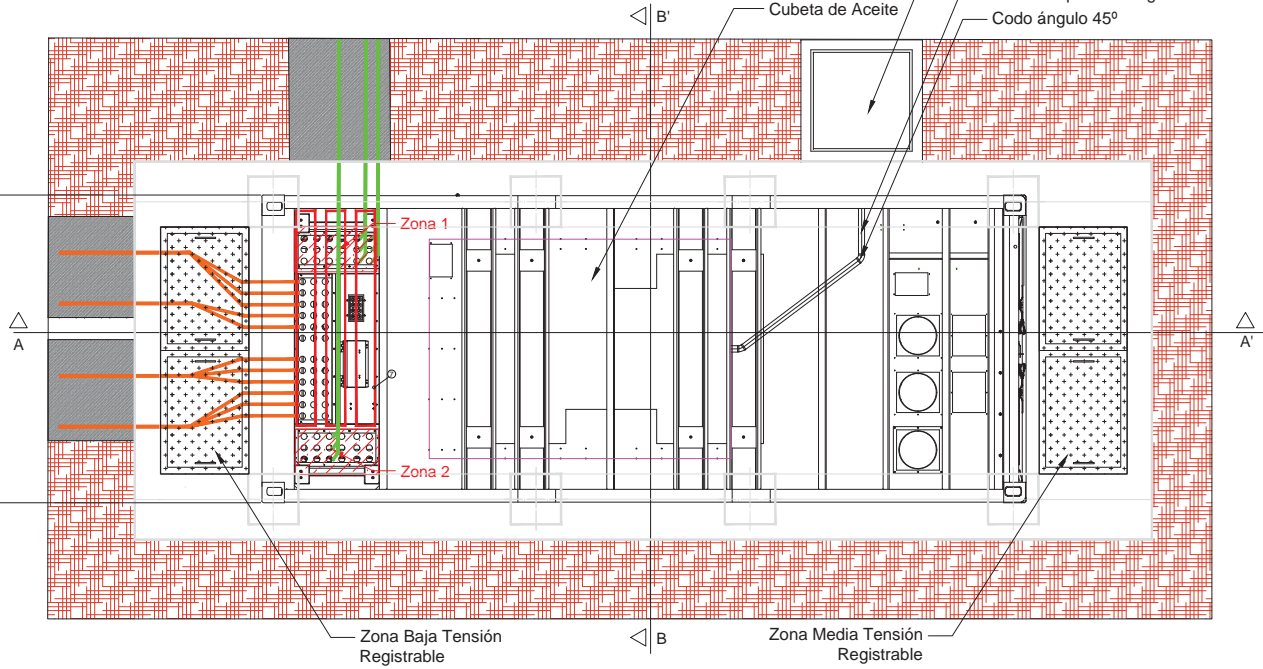 B'
Cubeta de Aceite
Codo ángulo 45º
Zona 1
A
A'
Zona 2
Zona Baja Tensión
Registrable
B
Zona Media Tensión
Registrable